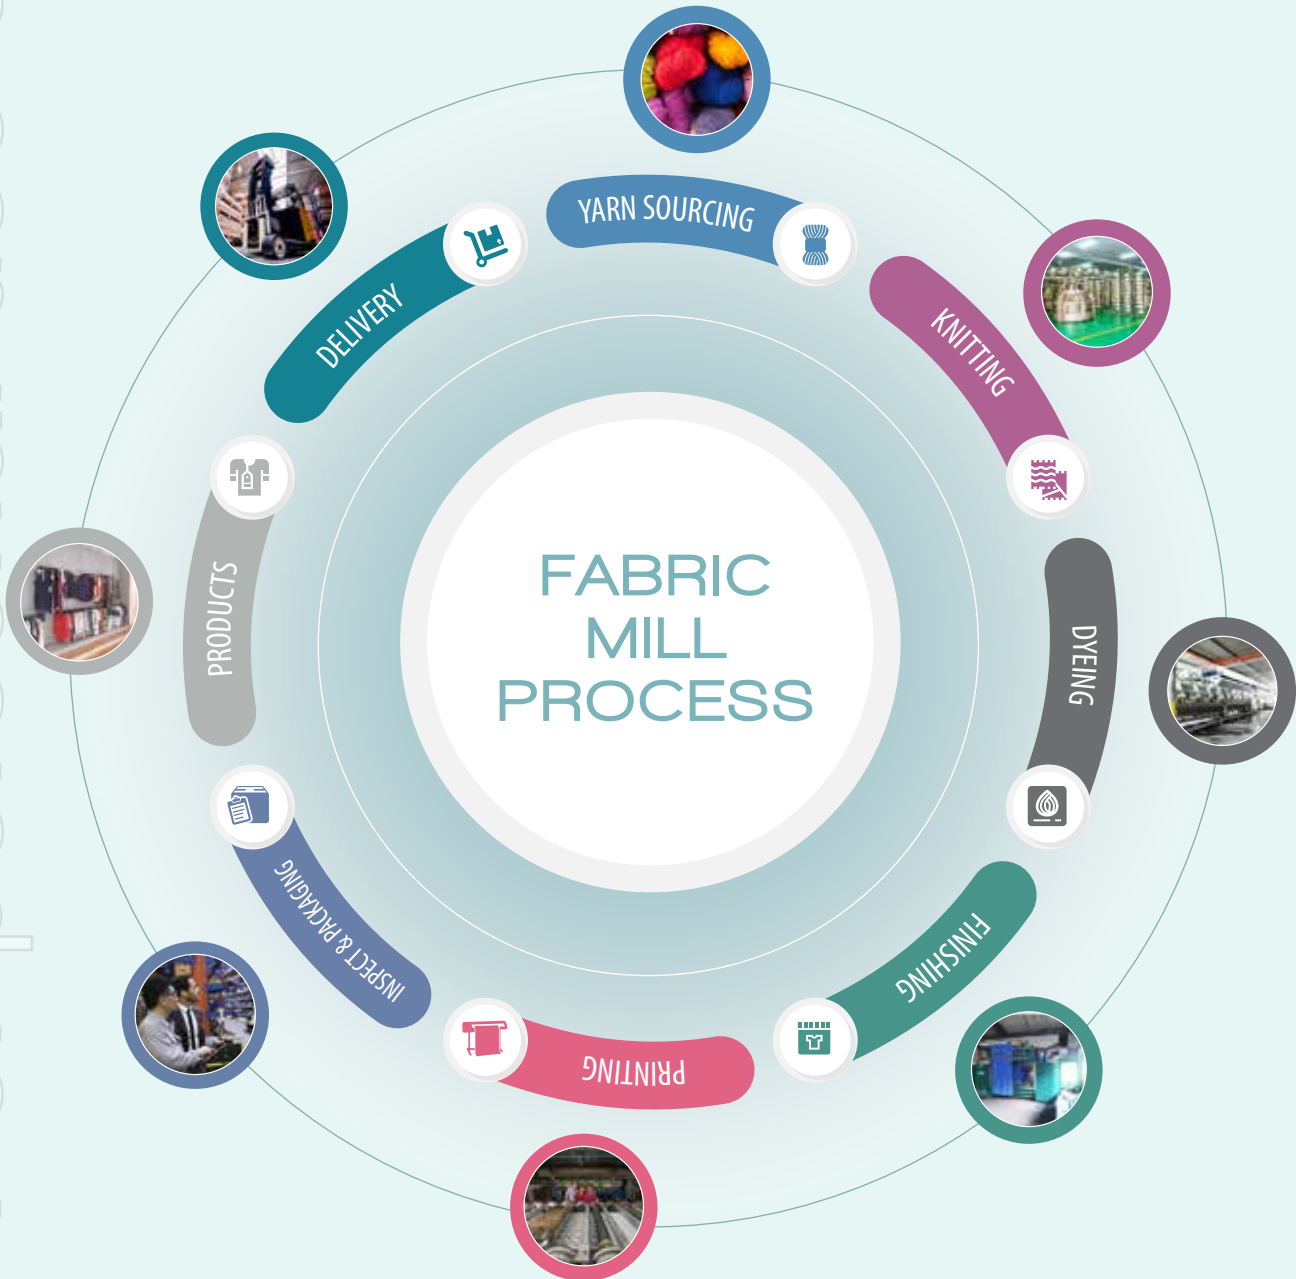 FABRIC
MILL
PROCESS
YARN SOURCING
KNITTING
DYEING
FINISHING
PRINTING
INSPECT & PACKAGING
PRODUCTS
DELIVERY